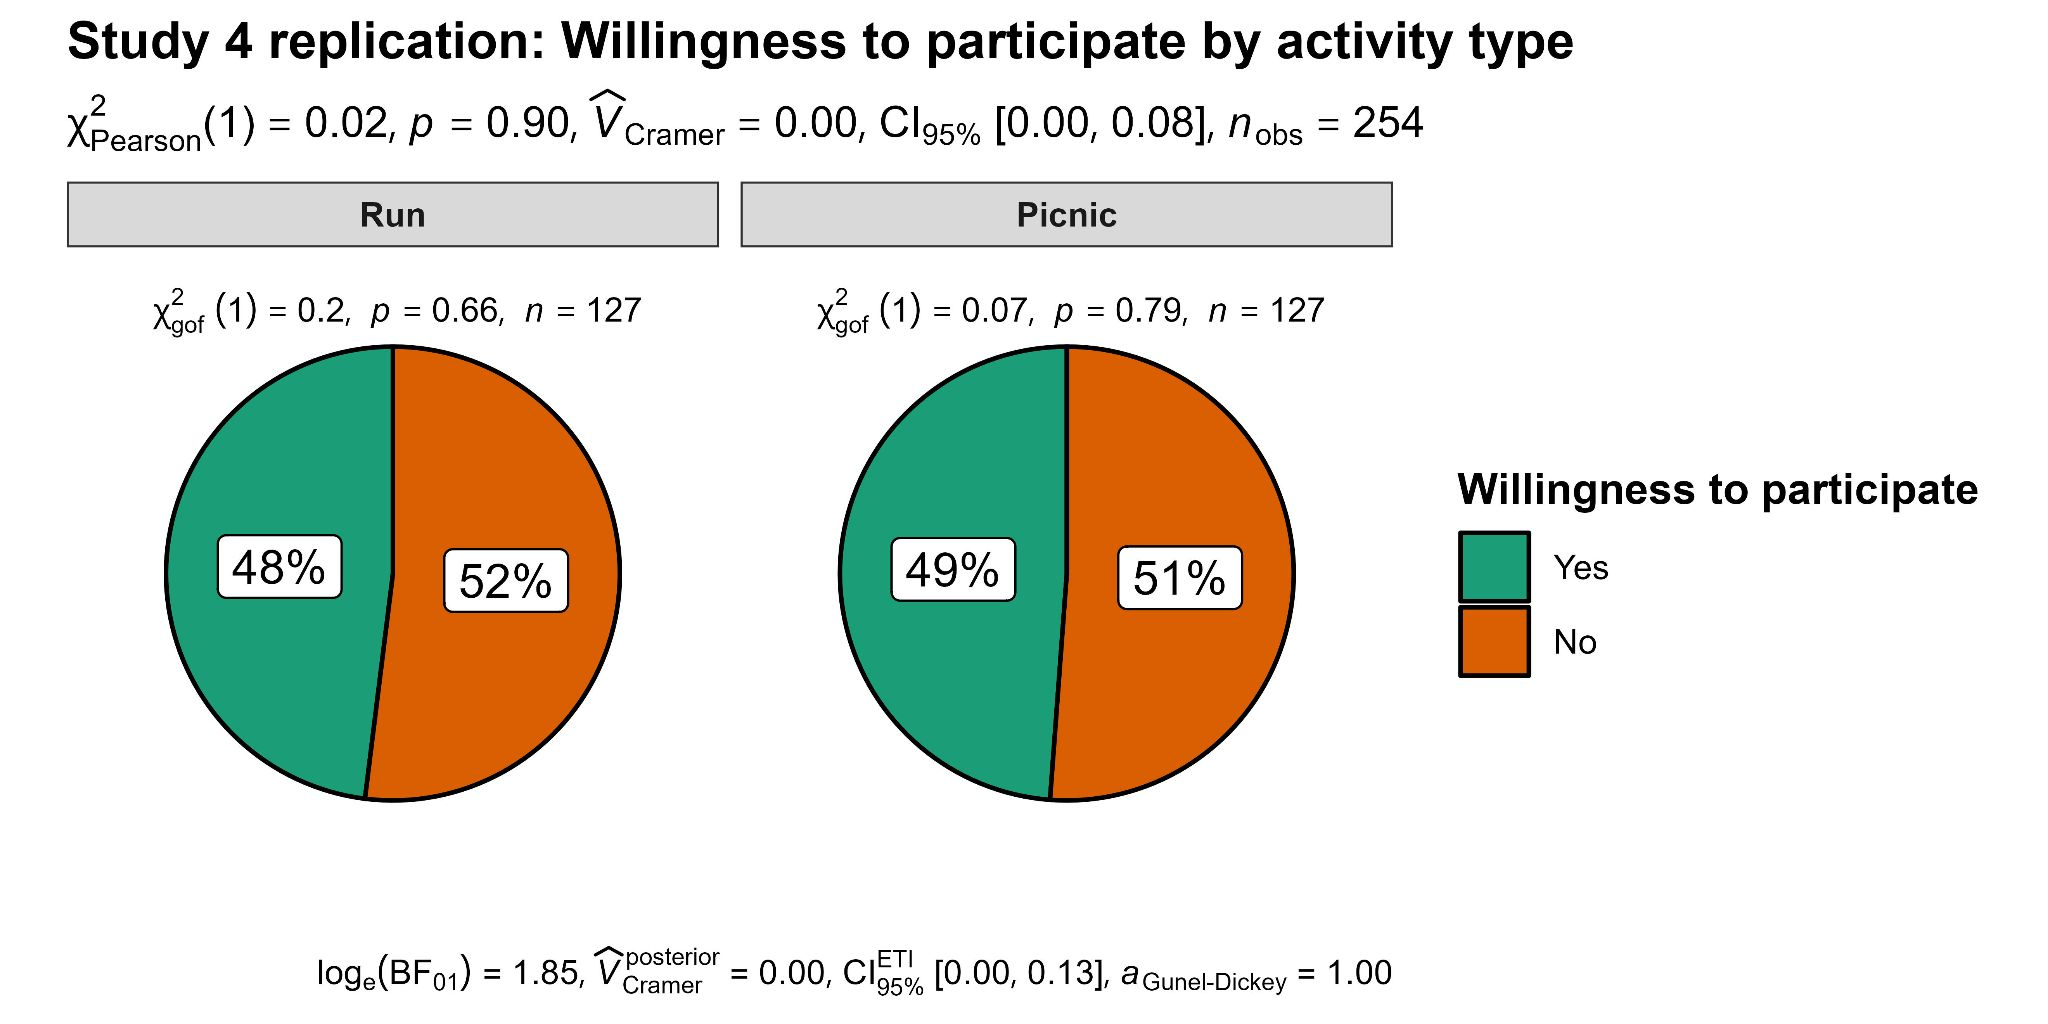 Study 4 replication: Willingness to participate by activity type
χ²Pearson(1) = 0.02, p = 0.90, V̂Cramer = 0.00, CI95% [0.00, 0.08], nobs = 254
Run
Picnic
χ²gof (1) = 0.2, p = 0.66, n = 127
χ²gof (1) = 0.07, p = 0.79, n = 127
48%
52%
49%
51%
Willingness to participate
Yes
No
loge(BF01) = 1.85, V̂Cramer posterior = 0.00, CI95% ETI [0.00, 0.13], aGunel-Dickey = 1.00